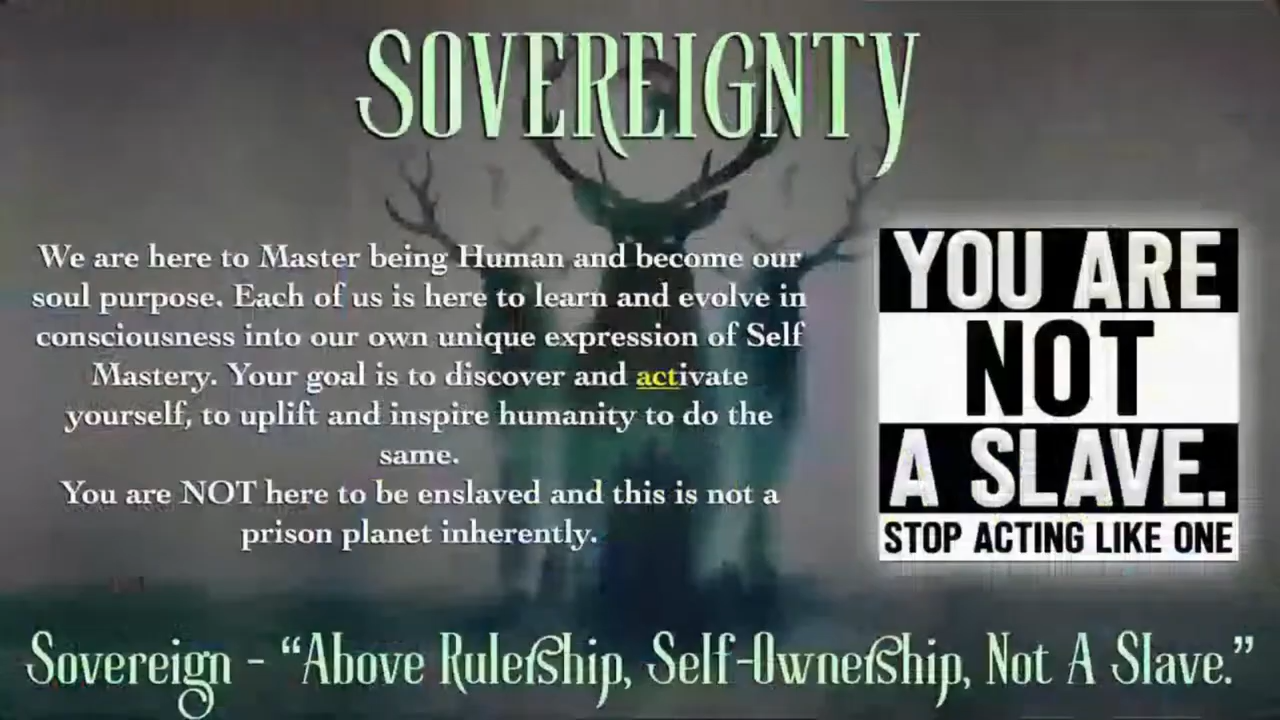 SOVEREIGNTY
We are here to Master being Human and become our
soul purpose. Each of us is here to learn and evolve in
consciousness into our own unique expression of Self
Mastery. Your goal is to discover and activate
yourself, to uplift and inspire humanity to do the
same.
You are NOT here to be enslaved and this is not a
prison planet inherently.
YOU ARE
NOT
A SLAVE.
STOP ACTING LIKE ONE
Sovereign - “Above Rulership, Self-Ownership, Not A Slave.”